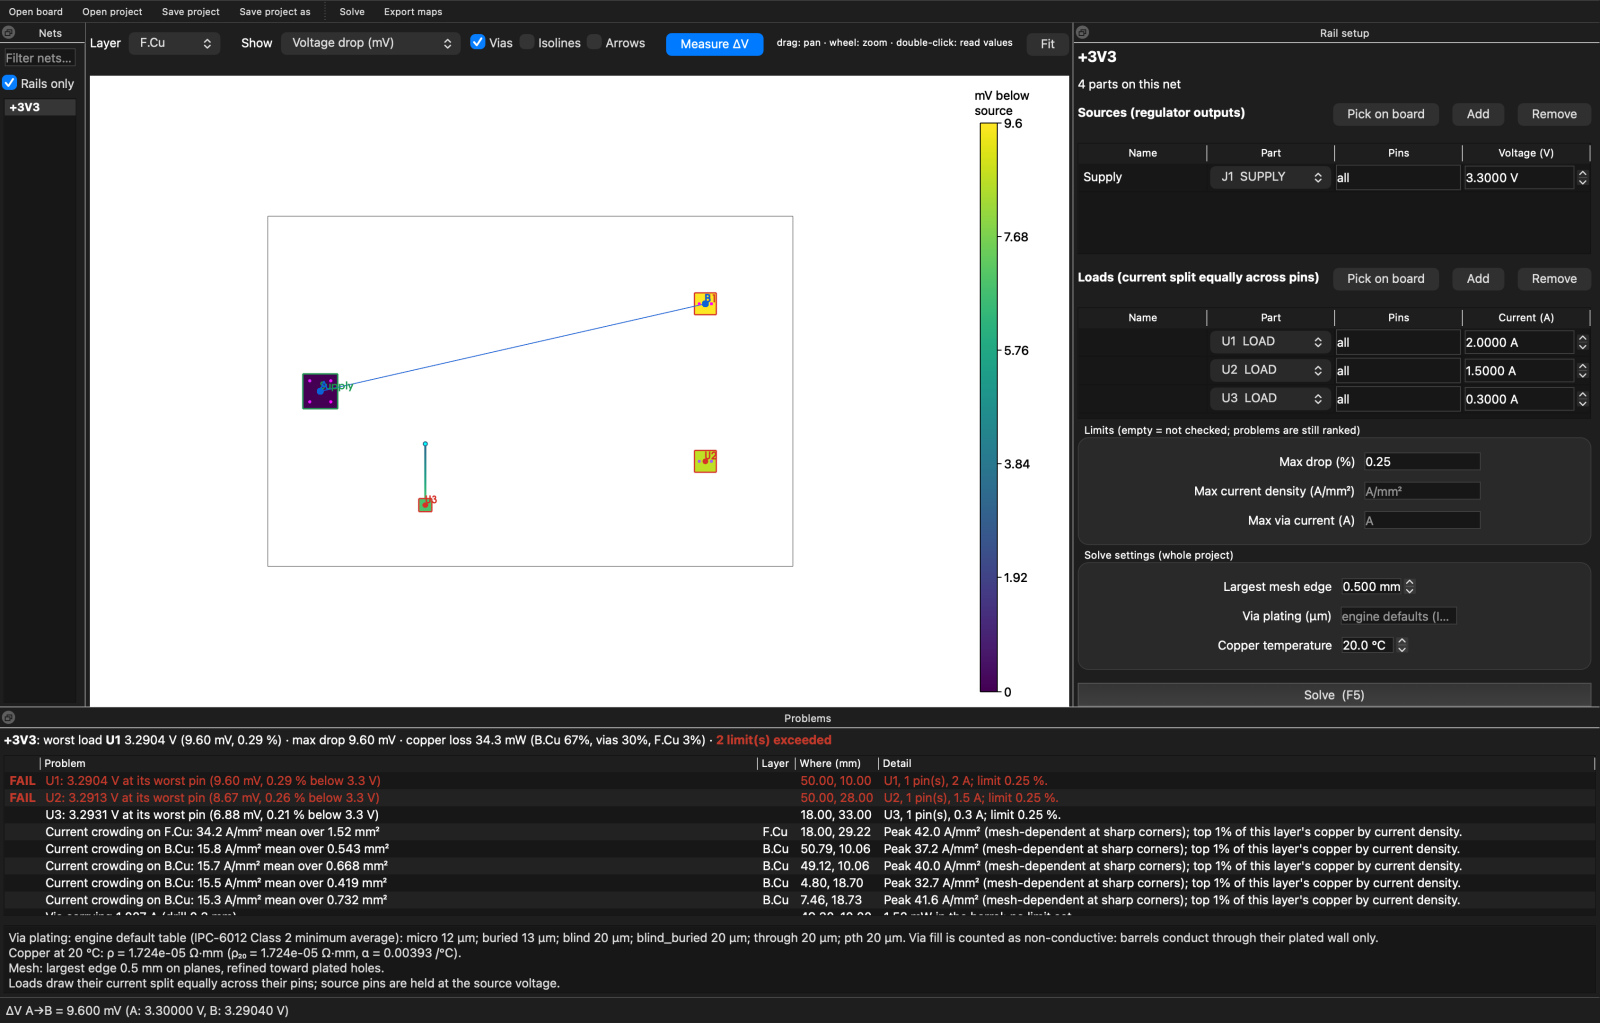 Open board Open project Save project Save project as Solve Export maps
Nets
Filter nets...
Rails only
+3V3
Layer F.Cu Show Voltage drop (mV) Vias Isolines Arrows Measure ΔV drag: pan · wheel: zoom · double-click: read values Fit
mV below
source
9.6
7.68
5.76
3.84
1.92
0
Supply
U2
Rail setup
+3V3
4 parts on this net
Sources (regulator outputs) Pick on board Add Remove
Name Part Pins Voltage (V)
Supply J1 SUPPLY all 3.3000 V
Loads (current split equally across pins) Pick on board Add Remove
Name Part Pins Current (A)
U1 LOAD all 2.0000 A
U2 LOAD all 1.5000 A
U3 LOAD all 0.3000 A
Limits (empty = not checked; problems are still ranked)
Max drop (%) 0.25
Max current density (A/mm²) A/mm²
Max via current (A) A
Solve settings (whole project)
Largest mesh edge 0.500 mm
Via plating (µm) engine defaults (I...
Copper temperature 20.0 °C
Solve (F5)
Problems
+3V3: worst load U1 3.2904 V (9.60 mV, 0.29 %) · max drop 9.60 mV · copper loss 34.3 mW (B.Cu 67%, vias 30%, F.Cu 3%) · 2 limit(s) exceeded
Problem Layer Where (mm) Detail
FAIL U1: 3.2904 V at its worst pin (9.60 mV, 0.29 % below 3.3 V) 50.00, 10.00 U1, 1 pin(s), 2 A; limit 0.25 %.
FAIL U2: 3.2913 V at its worst pin (8.67 mV, 0.26 % below 3.3 V) 50.00, 28.00 U2, 1 pin(s), 1.5 A; limit 0.25 %.
U3: 3.2931 V at its worst pin (6.88 mV, 0.21 % below 3.3 V) 18.00, 33.00 U3, 1 pin(s), 0.3 A; limit 0.25 %.
Current crowding on F.Cu: 34.2 A/mm² mean over 1.52 mm² F.Cu 18.00, 29.22 Peak 42.0 A/mm² (mesh-dependent at sharp corners); top 1% of this layer's copper by current density.
Current crowding on B.Cu: 15.8 A/mm² mean over 0.543 mm² B.Cu 50.79, 10.06 Peak 37.2 A/mm² (mesh-dependent at sharp corners); top 1% of this layer's copper by current density.
Current crowding on B.Cu: 15.7 A/mm² mean over 0.668 mm² B.Cu 49.12, 10.06 Peak 40.0 A/mm² (mesh-dependent at sharp corners); top 1% of this layer's copper by current density.
Current crowding on B.Cu: 15.5 A/mm² mean over 0.419 mm² B.Cu 4.80, 18.70 Peak 32.7 A/mm² (mesh-dependent at sharp corners); top 1% of this layer's copper by current density.
Current crowding on B.Cu: 15.3 A/mm² mean over 0.732 mm² B.Cu 7.46, 18.73 Peak 41.6 A/mm² (mesh-dependent at sharp corners); top 1% of this layer's copper by current density.
Via plating: engine default table (IPC-6012 Class 2 minimum average): micro 12 µm; buried 13 µm; blind 20 µm; blind_buried 20 µm; through 20 µm; pth 20 µm. Via fill is counted as non-conductive: barrels conduct through their plated wall only.
Copper at 20 °C: ρ = 1.724e-05 Ω·mm (ρ₂₀ = 1.724e-05 Ω·mm, α = 0.00393 /°C).
Mesh: largest edge 0.5 mm on planes, refined toward plated holes.
Loads draw their current split equally across their pins; source pins are held at the source voltage.
ΔV A→B = 9.600 mV (A: 3.30000 V, B: 3.29040 V)